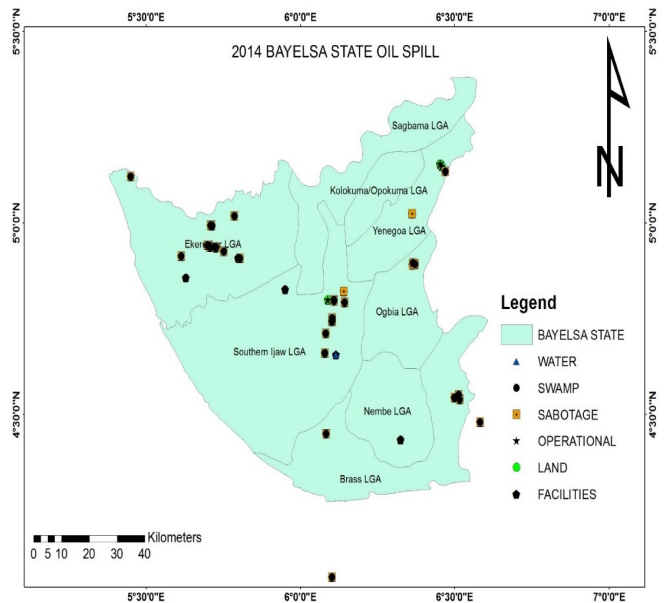 5°30'0"E 6°0'0"E 6°30'0"E 7°0'0"E
5°30'0"N 5°30'0"N
2014 BAYELSA STATE OIL SPILL
N
Sagbama LGA
Kolokuma/Opokuma LGA
5°0'0"N 5°0'0"N
Yenegoa LGA
LGA
Ogbia LGA
Southern Ijaw LGA
Nembe LGA
4°30'0"N 4°30'0"N
Brass LGA
Legend
BAYELSA STATE
WATER
SWAMP
SABOTAGE
OPERATIONAL
LAND
FACILITIES
Kilometers
0 5 10 20 30 40
5°30'0"E 6°0'0"E 6°30'0"E 7°0'0"E